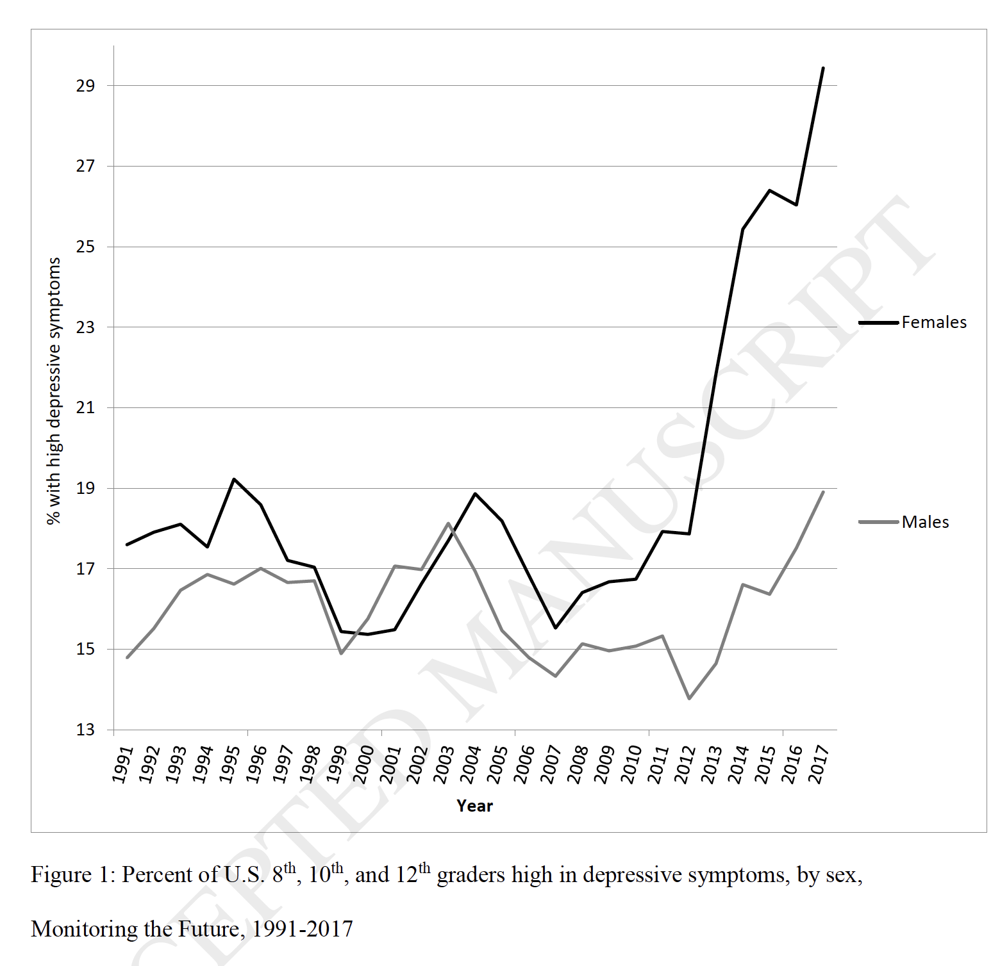 29
27
25
23
21
19
17
15
13
% with high depressive symptoms
Females
Males
1991 1992 1993 1994 1995 1996 1997 1998 1999 2000 2001 2002 2003 2004 2005 2006 2007 2008 2009 2010 2011 2012 2013 2014 2015 2016 2017
Year
CEPTED MANUSCRIPT
Figure 1: Percent of U.S. 8th, 10th, and 12th graders high in depressive symptoms, by sex,
Monitoring the Future, 1991-2017